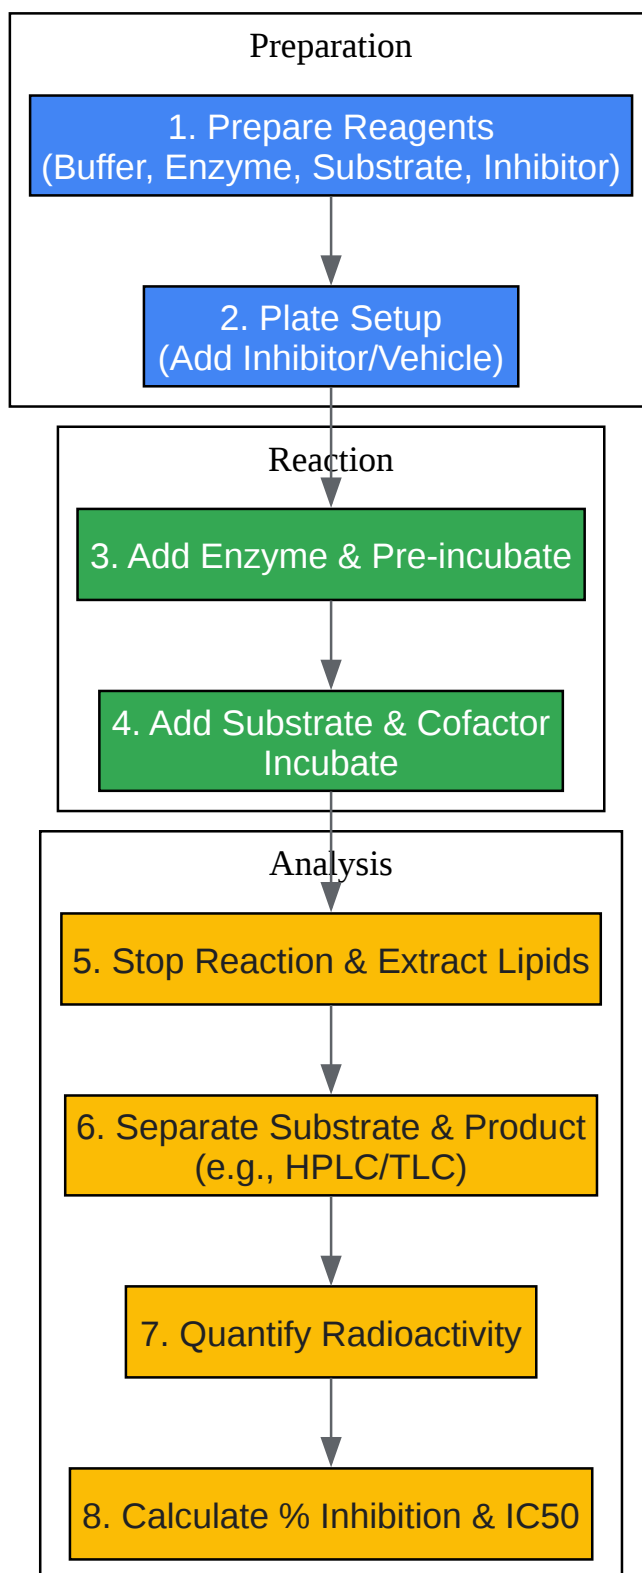 Preparation
1. Prepare Reagents
(Buffer, Enzyme, Substrate, Inhibitor)
2. Plate Setup
(Add Inhibitor/Vehicle)
Reaction
3. Add Enzyme & Pre-incubate
4. Add Substrate & Cofactor
Incubate
Analysis
5. Stop Reaction & Extract Lipids
6. Separate Substrate & Product
(e.g., HPLC/TLC)
7. Quantify Radioactivity
8. Calculate % Inhibition & IC50